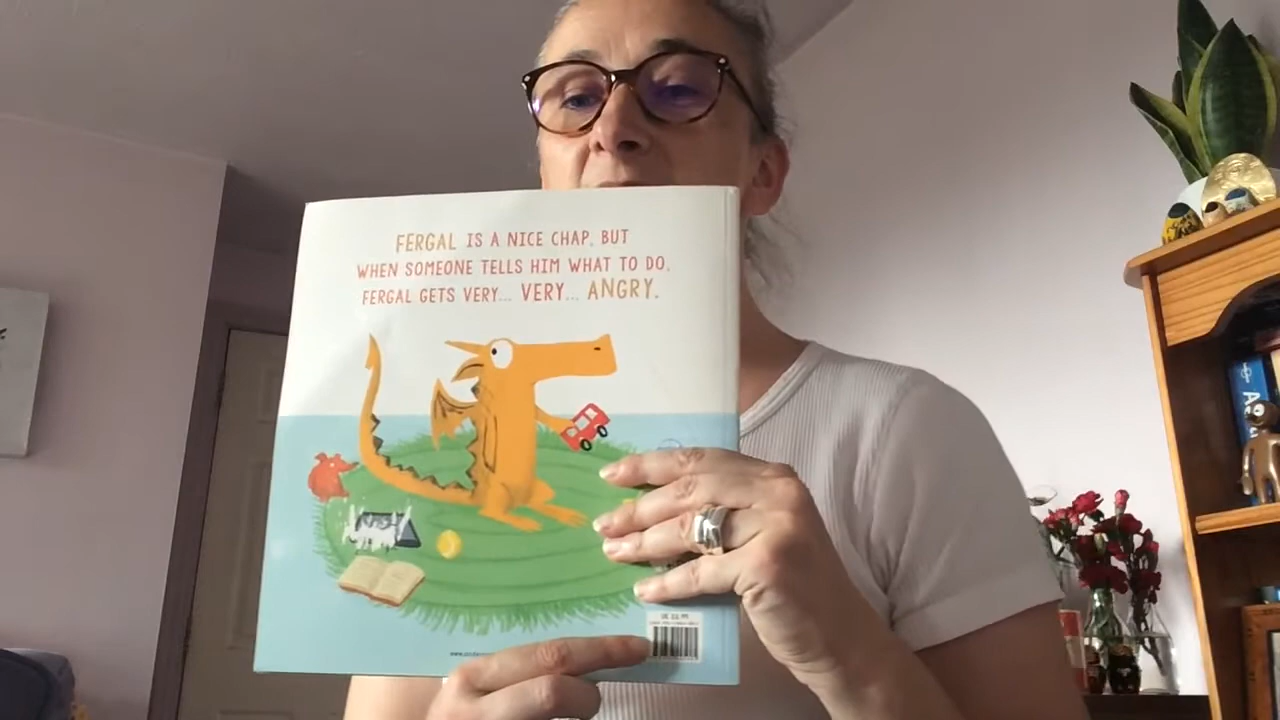 FERGAL IS A NICE CHAP, BUT
WHEN SOMEONE TELLS HIM WHAT TO DO,
FERGAL GETS VERY... VERY... ANGRY.